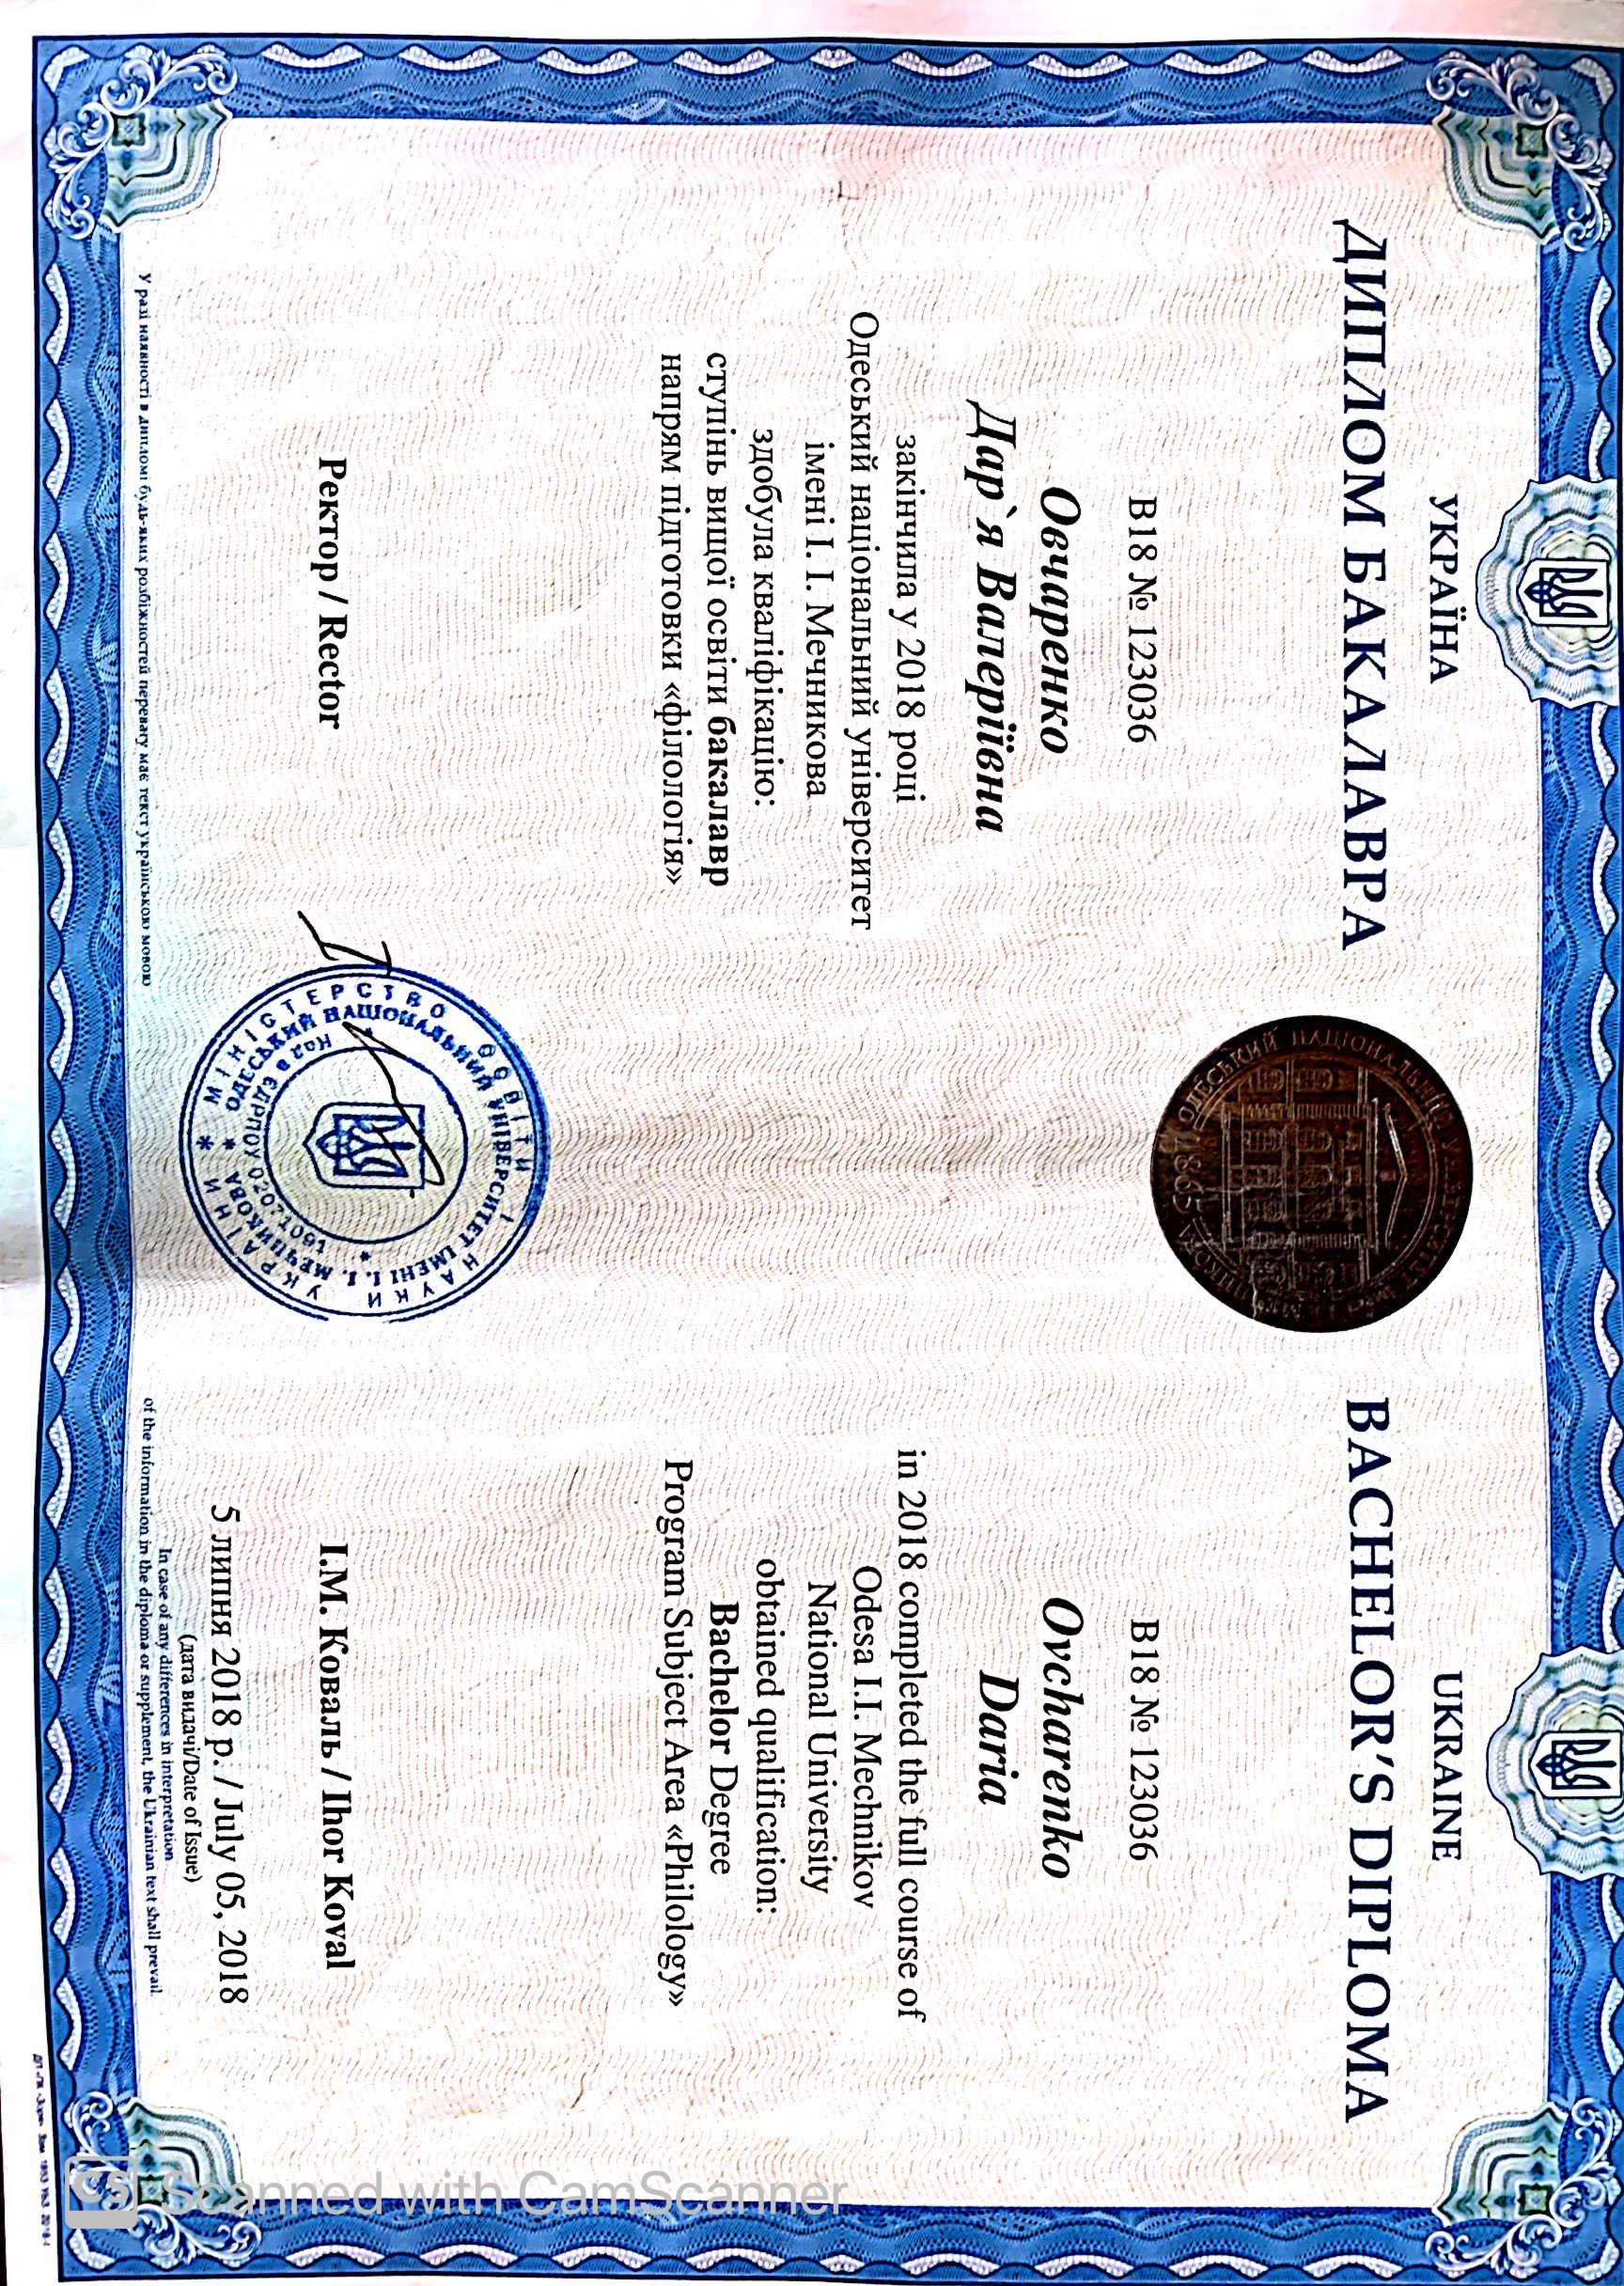 УКРАЇНА
ДИПЛОМ БАКАЛАВРА
В18 № 123036
Овчаренко
Дар`я Валеріївна
закінчила у 2018 році
Одеський національний університет
імені І. І. Мечникова
здобула кваліфікацію:
ступінь вищої освіти бакалавр
напрям підготовки «філологія»
Ректор / Rector
У разі наявності в дипломі будь-яких розбіжностей перевагу має текст українською мовою
ОДЕСЬКИЙ НАЦІОНАЛЬНИЙ УНІВЕРСИТЕТ
1865
МІНІСТЕРСТВО ОСВІТИ І НАУКИ УКРАЇНИ
ОДЕСЬКИЙ НАЦІОНАЛЬНИЙ УНІВЕРСИТЕТ ІМЕНІ І. І. МЕЧНИКОВА
Код в ЄДРПОУ 02071091
UKRAINE
BACHELOR'S DIPLOMA
B18 № 123036
Ovcharenko
Daria
in 2018 completed the full course of
Odesa I.I. Mechnikov
National University
obtained qualification:
Bachelor Degree
Program Subject Area «Philology»
І.М. Коваль / Ihor Koval
5 липня 2018 р. / July 05, 2018
(дата видачі/Date of Issue)
In case of any differences in interpretation
of the information in the diploma or supplement, the Ukrainian text shall prevail.
CS Scanned with CamScanner